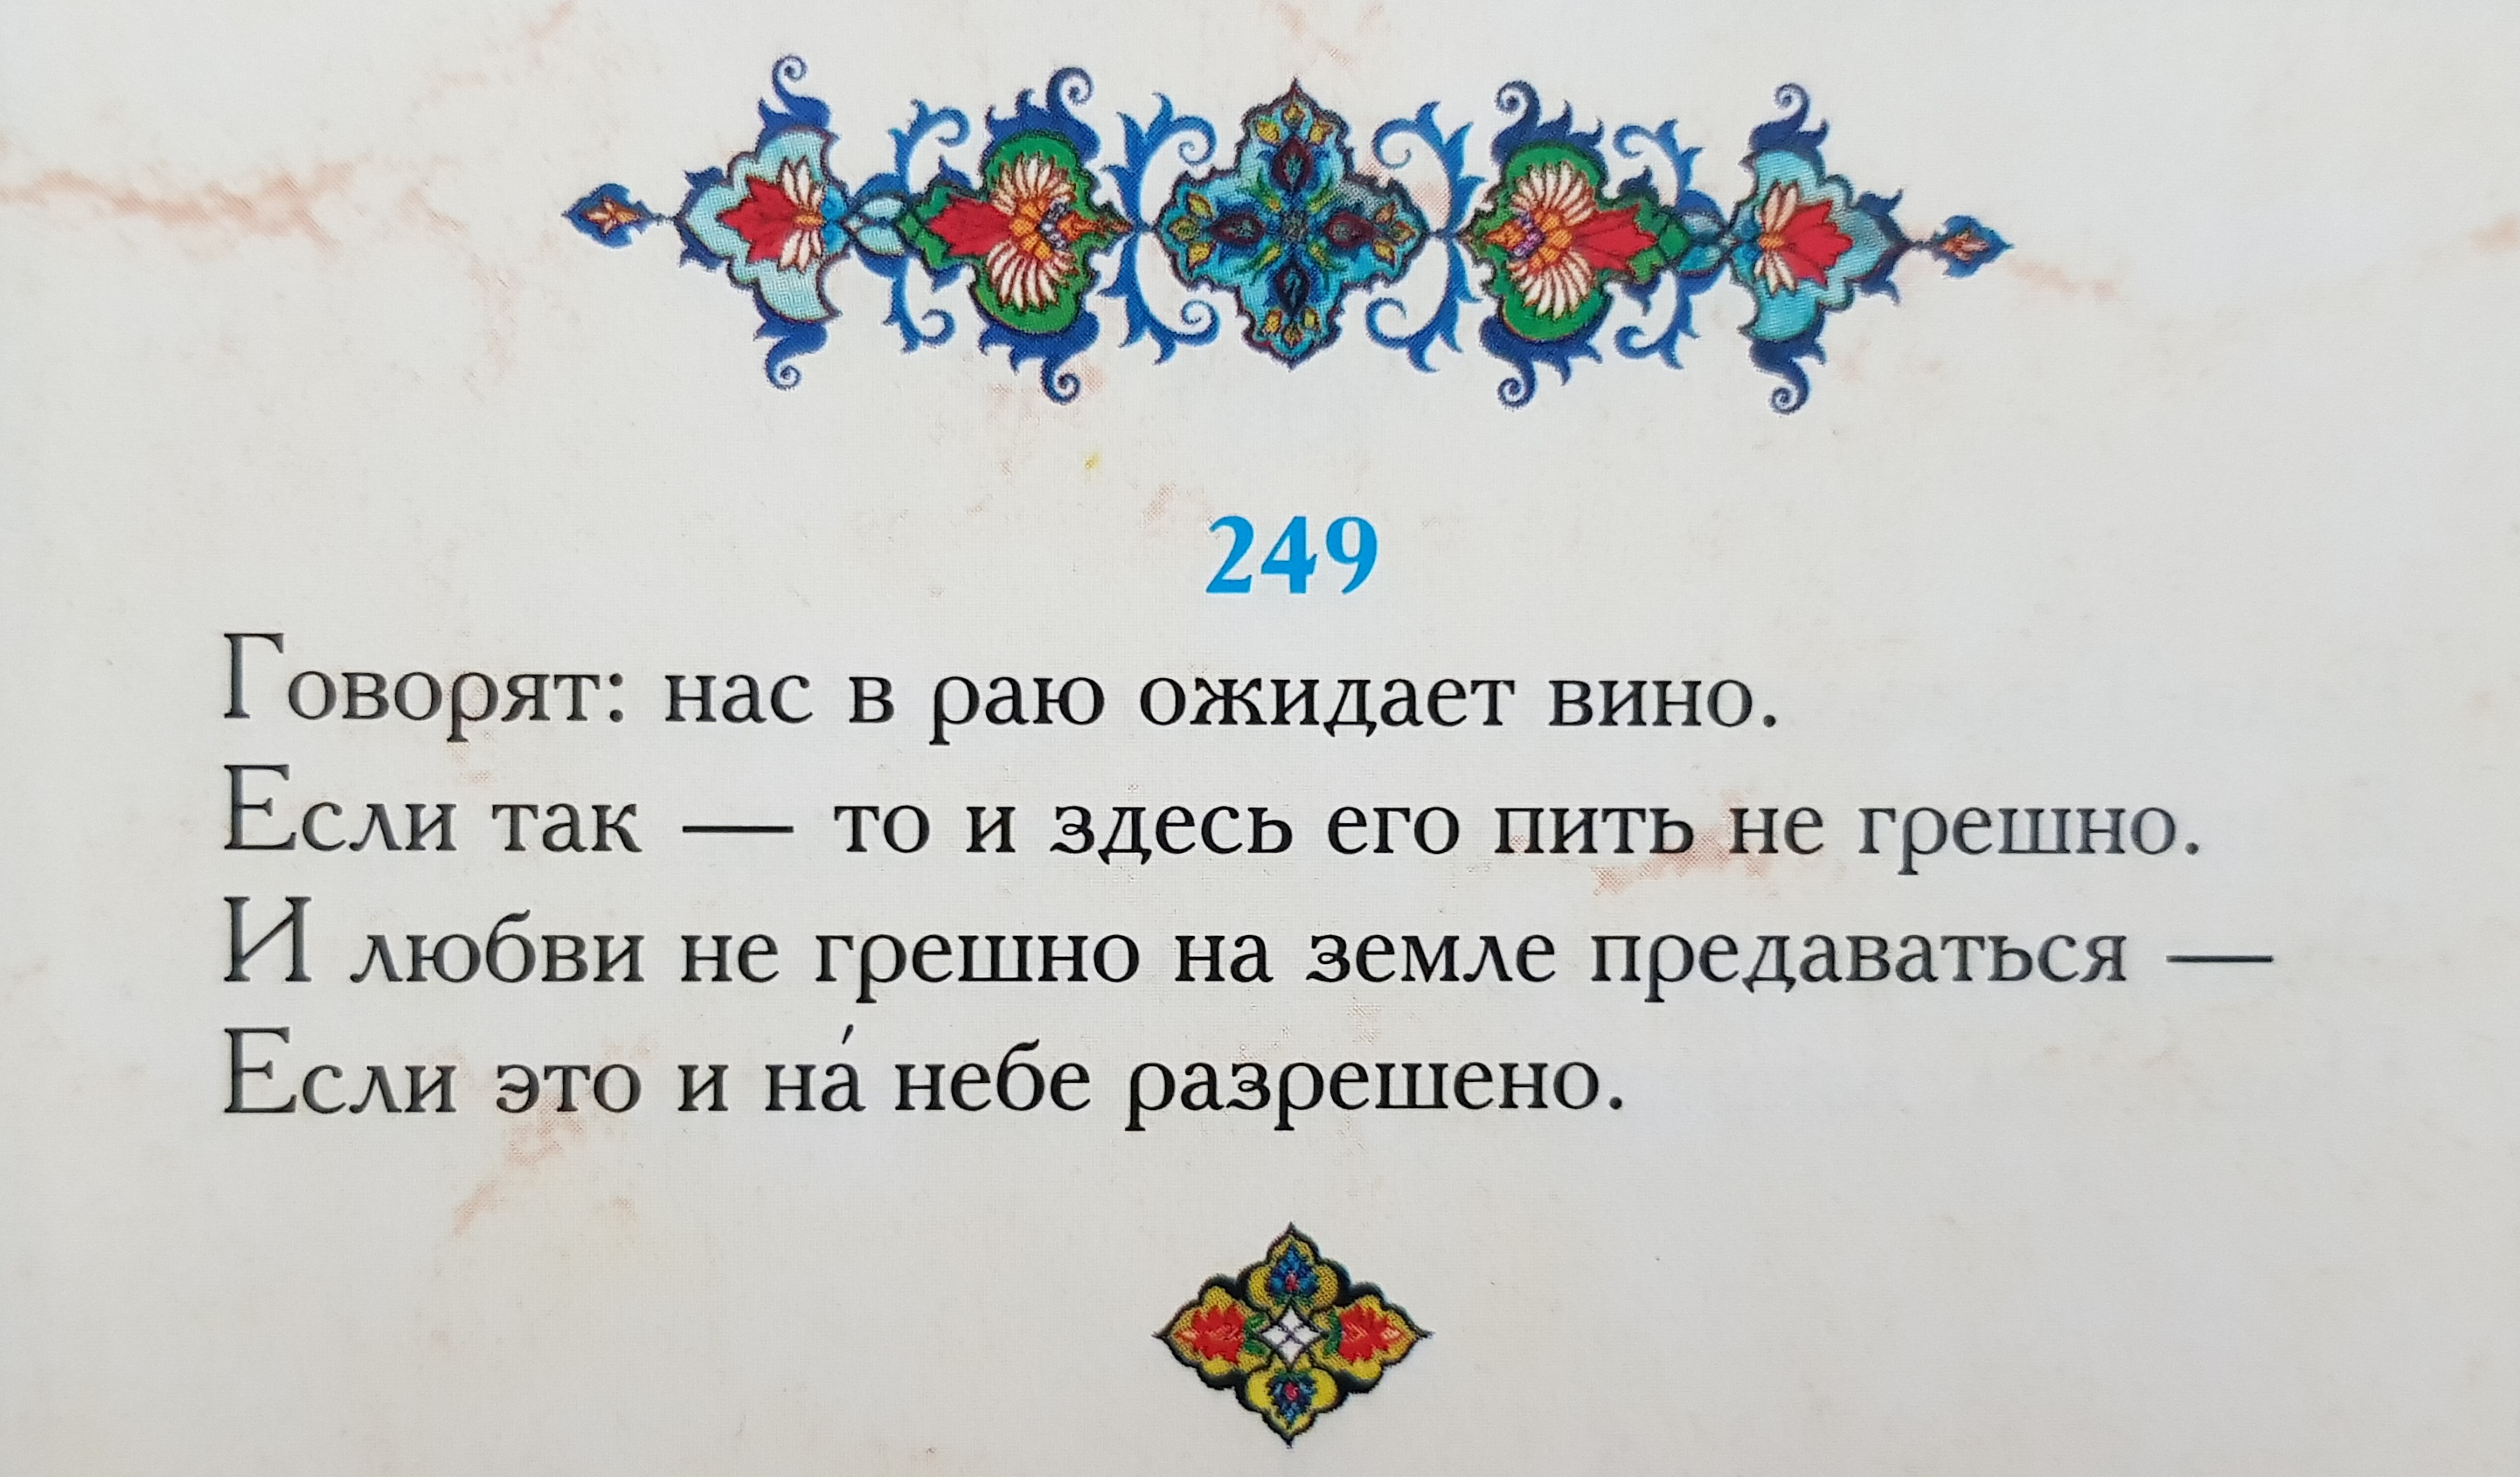 249
Говорят: нас в раю ожидает вино.
Если так — то и здесь его пить не грешно.
И любви не грешно на земле предаваться —
Если это и на́ небе разрешено.